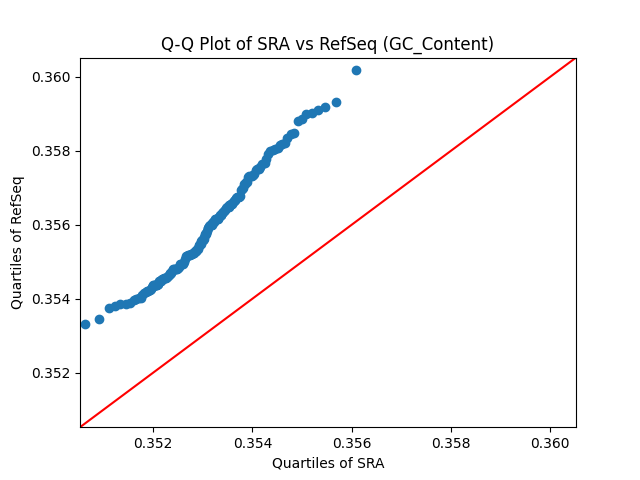 Q-Q Plot of SRA vs RefSeq (GC_Content)
0.360
0.358
0.356
0.354
0.352
Quartiles of RefSeq
0.352 0.354 0.356 0.358 0.360
Quartiles of SRA